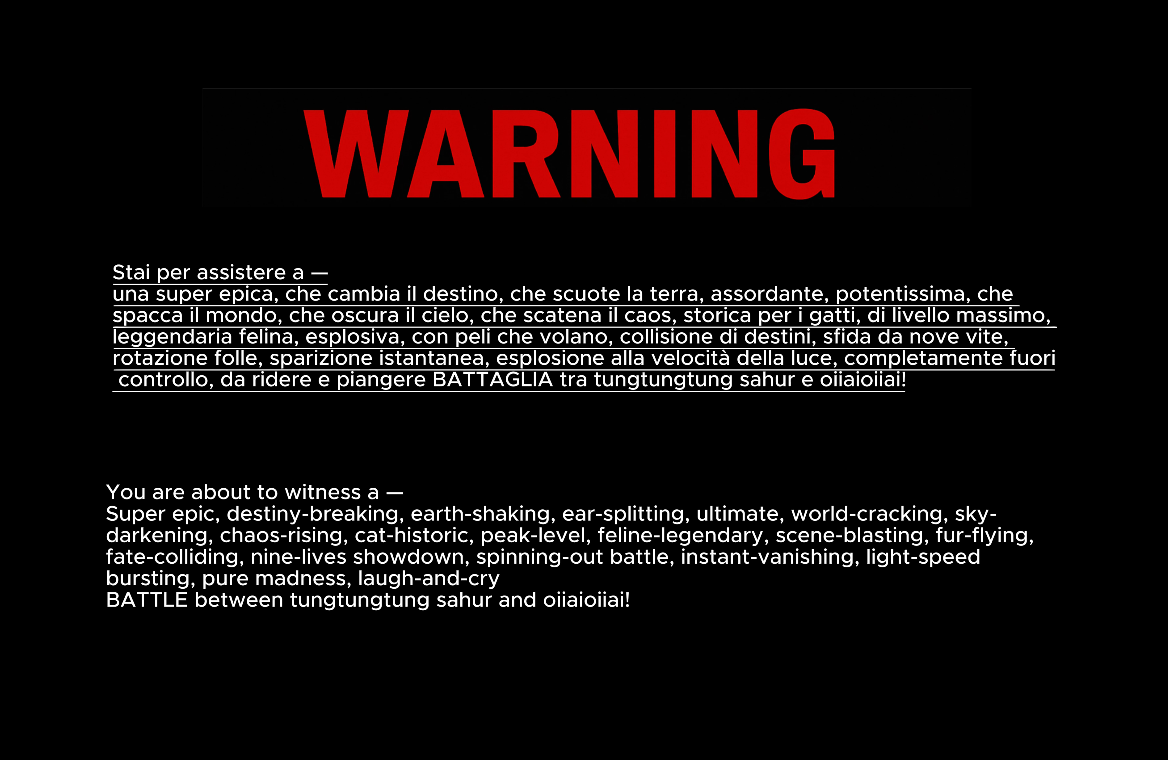 WARNING
Stai per assistere a —
una super epica, che cambia il destino, che scuote la terra, assordante, potentissima, che
spacca il mondo, che oscura il cielo, che scatena il caos, storica per i gatti, di livello massimo,
leggendaria felina, esplosiva, con peli che volano, collisione di destini, sfida da nove vite,
rotazione folle, sparizione istantanea, esplosione alla velocità della luce, completamente fuori
controllo, da ridere e piangere BATTAGLIA tra tungtungtung sahur e oiiaioiiai!
You are about to witness a —
Super epic, destiny-breaking, earth-shaking, ear-splitting, ultimate, world-cracking, sky-
darkening, chaos-rising, cat-historic, peak-level, feline-legendary, scene-blasting, fur-flying,
fate-colliding, nine-lives showdown, spinning-out battle, instant-vanishing, light-speed
bursting, pure madness, laugh-and-cry
BATTLE between tungtungtung sahur and oiiaioiiai!